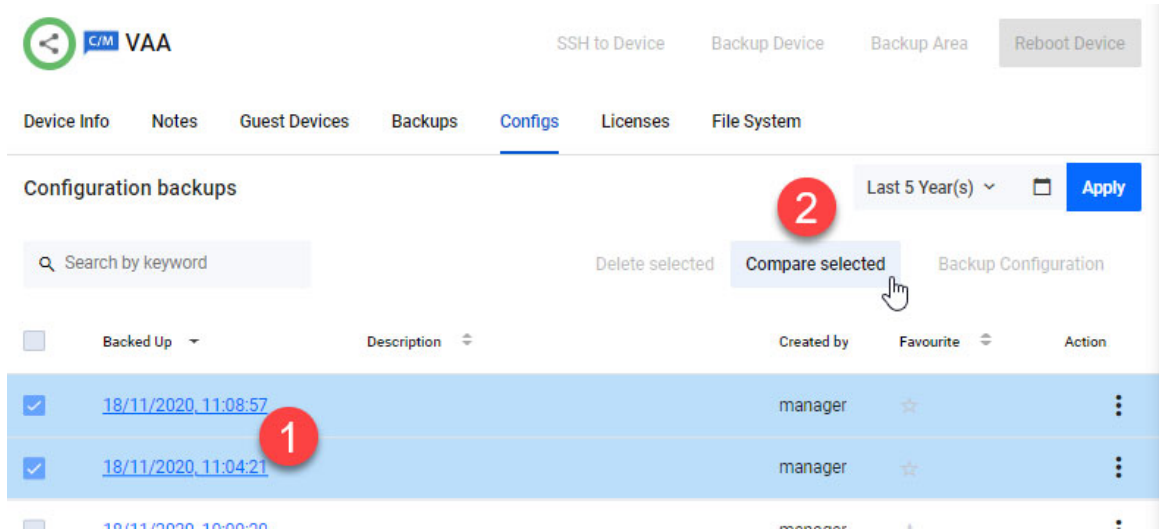 C/M VAA SSH to Device Backup Device Backup Area Reboot Device
Device Info Notes Guest Devices Backups Configs Licenses File System
Configuration backups Last 5 Year(s) Apply
2
Search by keyword Delete selected Compare selected Backup Configuration
Backed Up Description Created by Favourite Action
18/11/2020, 11:08:57 manager
1
18/11/2020, 11:04:21 manager